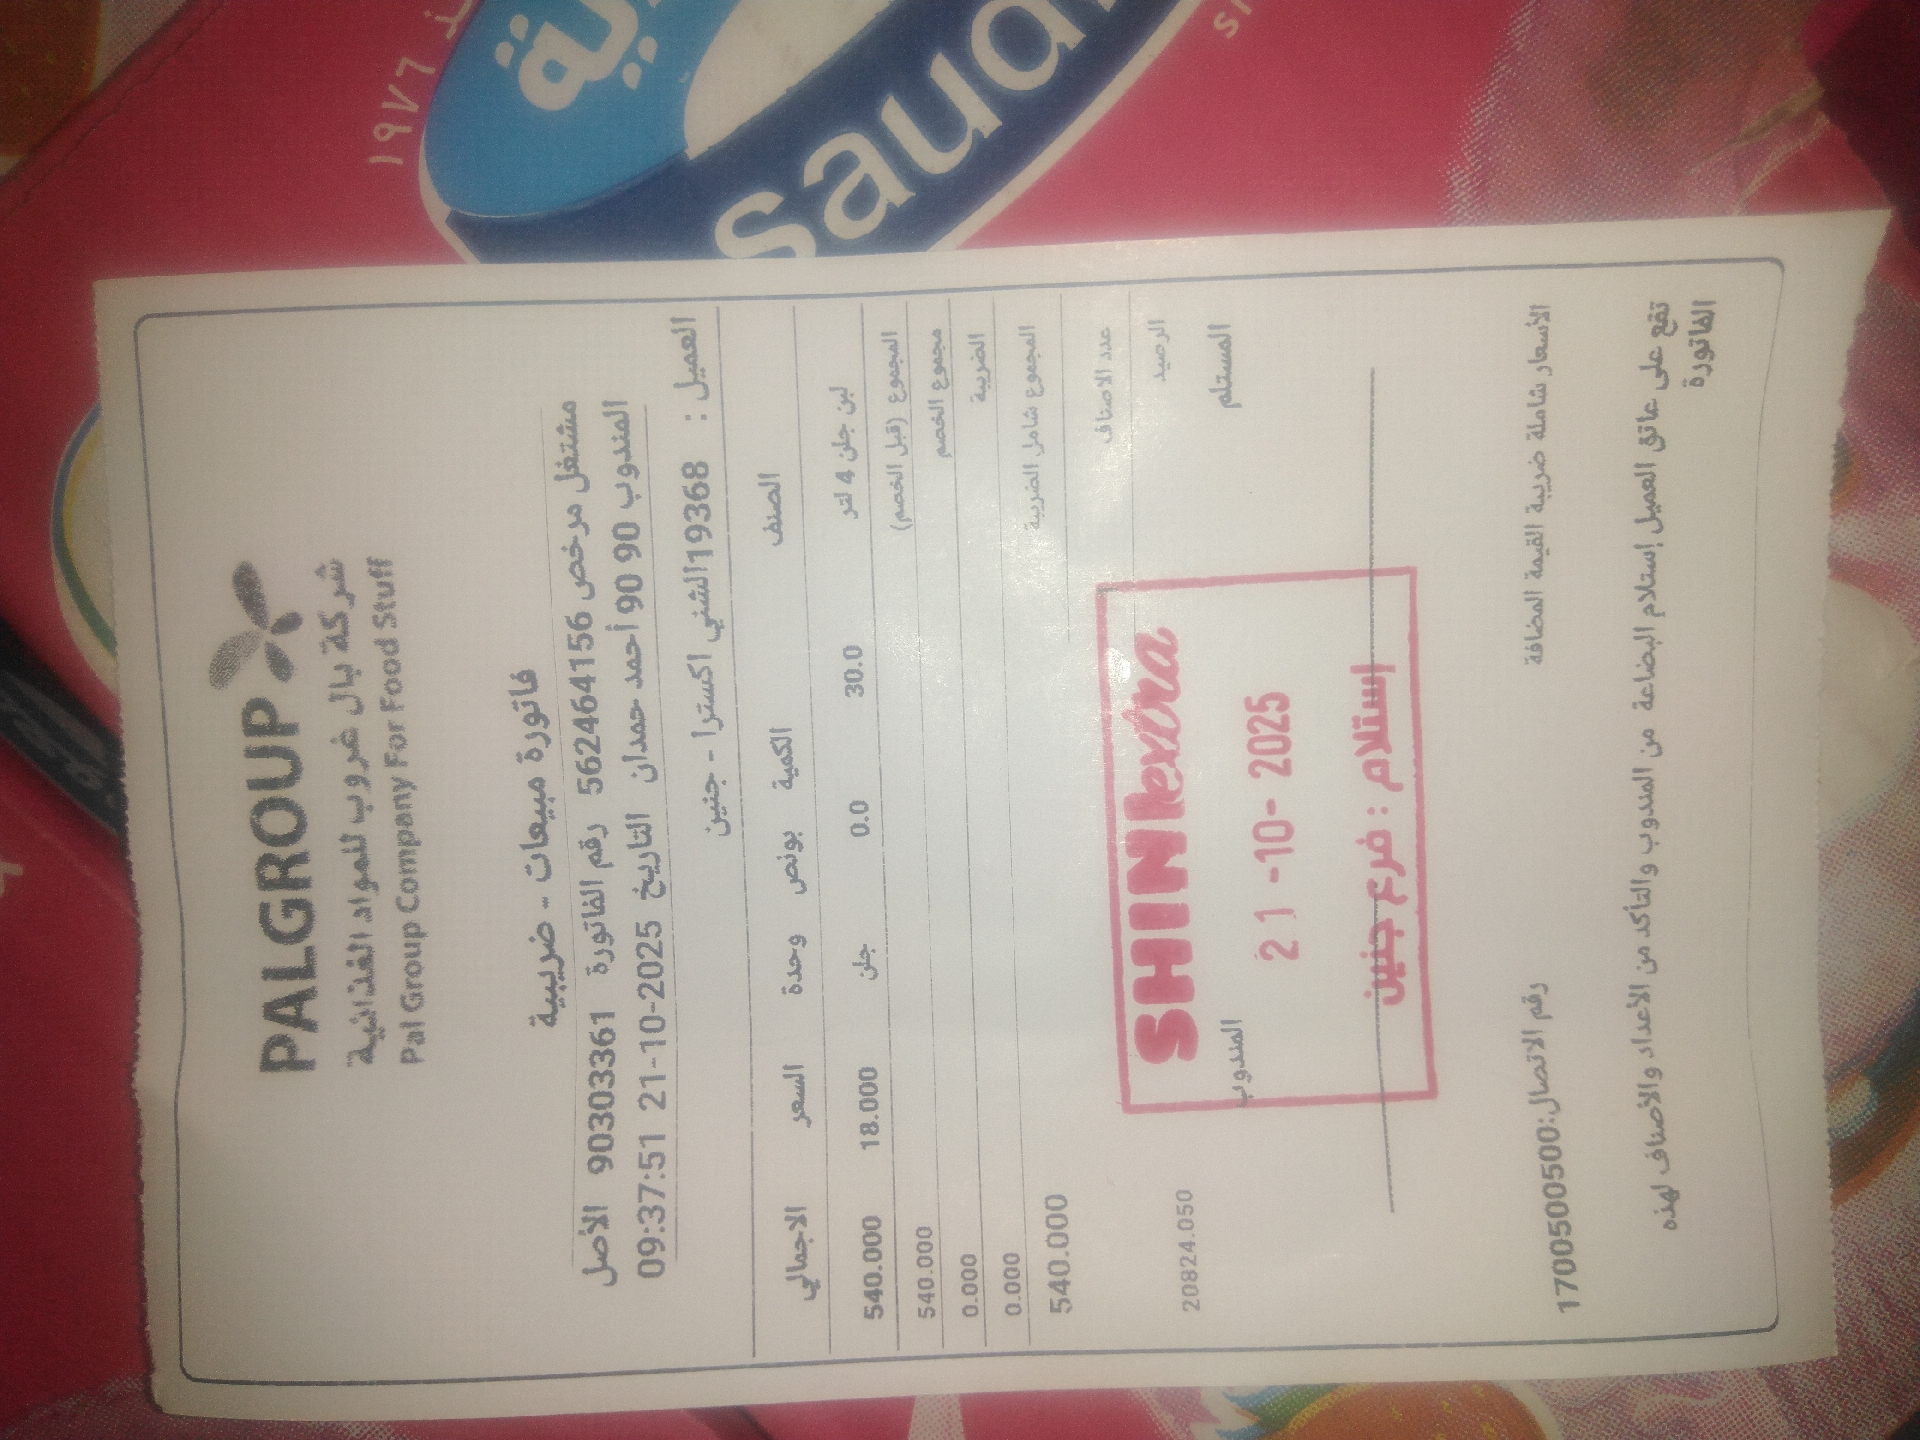 ١٩٧٦
saudi
PALGROUP
شركة بال غروب للمواد الغذائية
Pal Group Company For Food Stuff
فاتورة مبيعات - ضريبية
مشتغل مرخص 562464156 رقم الفاتورة 90303361 الأصل
المندوب 90 90 أحمد حمدان التاريخ 21-10-2025 09:37:51
العميل : 19368الشني اكسترا - جنين
الصنف الكمية بونص وحدة السعر الاجمالي
لبن جلن 4 لتر 30.0 0.0 جلن 18.000 540.000
المجموع (قبل الخصم) 540.000
مجموع الخصم 0.000
الضريبة 0.000
المجموع شامل الضريبة 540.000
عدد الاصناف
الرصيد 20824.050
المستلم المندوب
SHINI extra
21-10-2025
إستلام : فرع جنين
الأسعار شاملة ضريبة القيمة المضافة رقم الاتصال:1700500500
تقع على عاتق العميل إستلام البضاعة من المندوب والتأكد من الأعداد والأصناف لهذه
الفاتورة